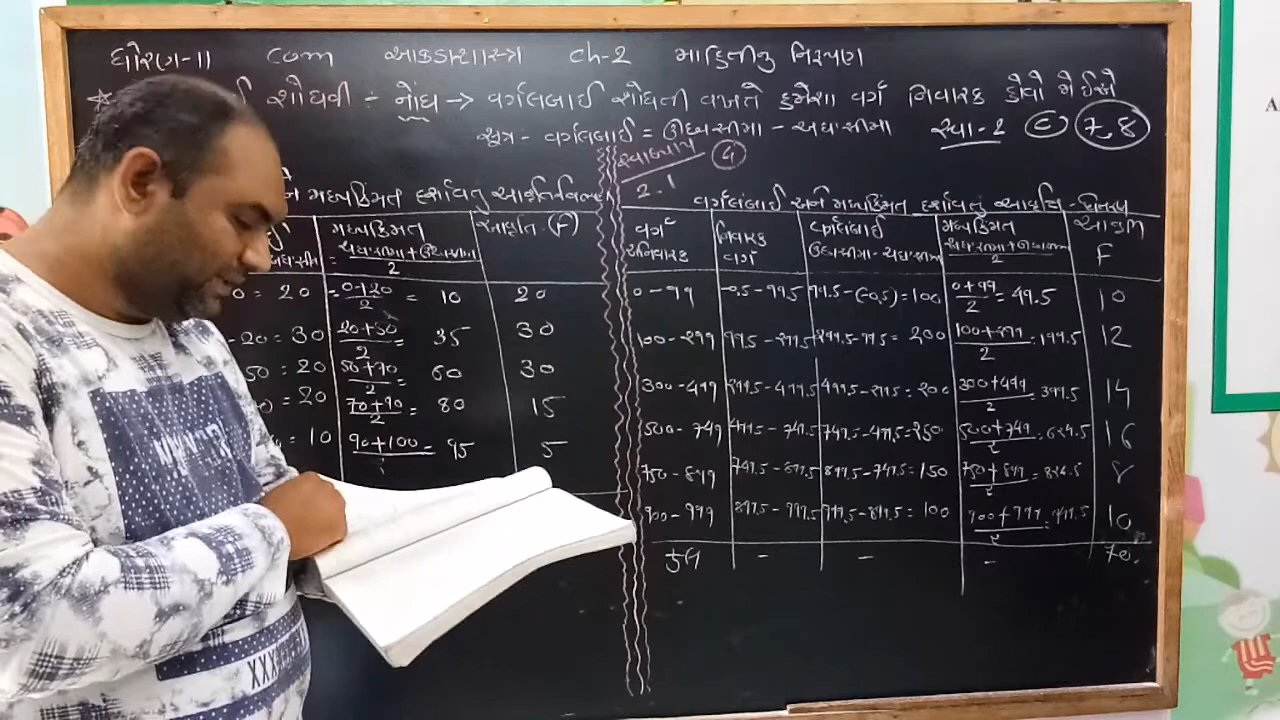 ધોરણ-11 com આંકડાશાસ્ત્ર ch-2 માહિતીનું નિરૂપણ
શોધવી :- નોંધ → વર્ગલંબાઈ શોધતી વખતે હમેશા વર્ગ નિવારક હોવો જોઈએ
સૂત્ર - વર્ગલંબાઈ = ઊર્ધ્વસીમા - અધઃસીમા સ્વા-2 7,8
ને મધ્યકિંમત દર્શાવતુ આવૃત્તિ વિતરણ
મધ્યકિંમત આવૃત્તિ-(F)
અધઃસીમા + ઊર્ધ્વસીમા
= 2
0 = 20 0+20/2 = 10 20
-20 = 30 20+50/2 = 35 30
50 = 20 50+70/2 = 60 30
= 20 70+90/2 = 80 15
= 10 90+100 = 95 5
સ્વાધ્યાય 4
2.1 વર્ગલંબાઈ અને મધ્યકિંમત દર્શાવતુ આવૃત્તિ-વિતરણ
વર્ગ નિવારક વર્ગલંબાઈ મધ્યકિંમત આવૃત્તિ
અનિવારક વર્ગ ઊર્ધ્વસીમા - અધઃસીમા 2 F
0-99 -0.5 - 99.5 99.5-(-0.5) = 100 0+99/2 = 49.5 10
100-299 99.5 - 299.5 299.5-99.5 = 200 100+299/2 = 199.5 12
300-499 299.5 - 499.5 499.5-299.5 = 200 300+499/2 = 399.5 14
500-749 499.5 - 749.5 749.5-499.5 = 250 500+749/2 = 624.5 16
750-899 749.5 - 899.5 899.5-749.5 = 150 750+899/2 = 824.5 8
900-999 899.5 - 999.5 999.5-899.5 = 100 900+999/2 = 949.5 10
કુલ - - - 70.